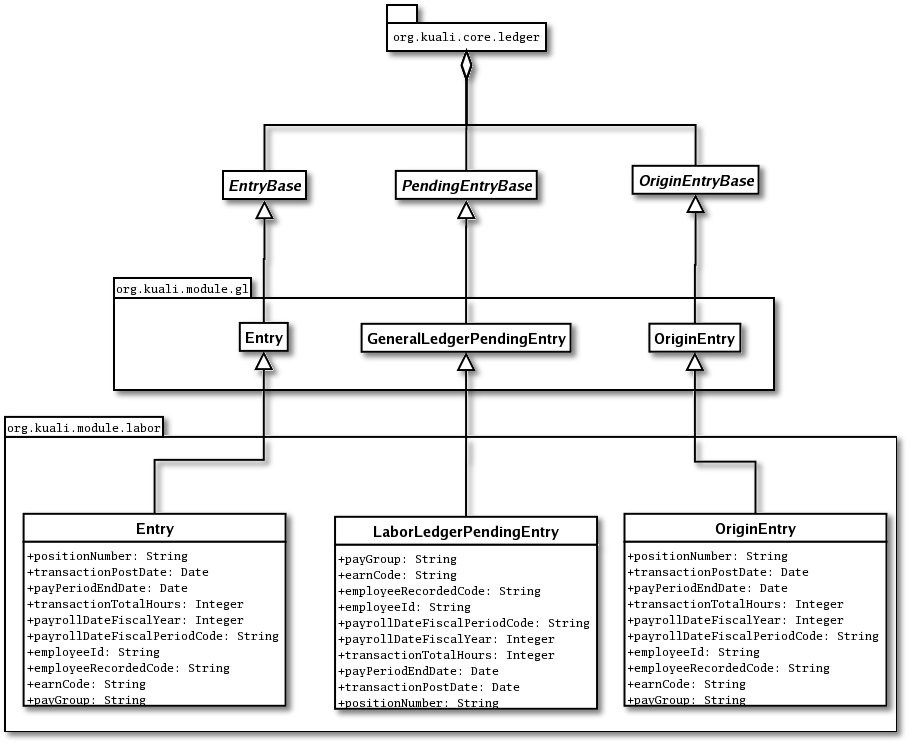 org.kuali.core.ledger
EntryBase
PendingEntryBase
OriginEntryBase
org.kuali.module.gl
Entry
GeneralLedgerPendingEntry
OriginEntry
org.kuali.module.labor
Entry
+positionNumber: String
+transactionPostDate: Date
+payPeriodEndDate: Date
+transactionTotalHours: Integer
+payrollDateFiscalYear: Integer
+payrollDateFiscalPeriodCode: String
+employeeId: String
+employeeRecordedCode: String
+earnCode: String
+payGroup: String
LaborLedgerPendingEntry
+payGroup: String
+earnCode: String
+employeeRecordedCode: String
+employeeId: String
+payrollDateFiscalPeriodCode: String
+payrollDateFiscalYear: Integer
+transactionTotalHours: Integer
+payPeriodEndDate: Date
+transactionPostDate: Date
+positionNumber: String
OriginEntry
+positionNumber: String
+transactionPostDate: Date
+payPeriodEndDate: Date
+transactionTotalHours: Integer
+payrollDateFiscalYear: Integer
+payrollDateFiscalPeriodCode: String
+employeeId: String
+employeeRecordedCode: String
+earnCode: String
+payGroup: String